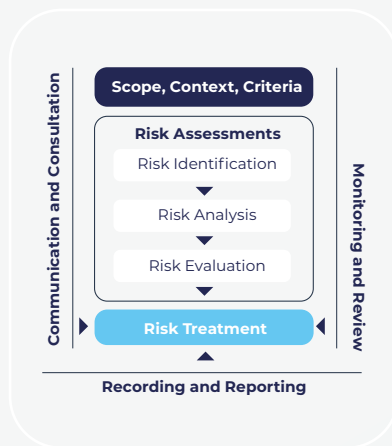 Scope, Context, Criteria
Risk Assessments
Risk Identification
Risk Analysis
Risk Evaluation
Risk Treatment
Communication and Consultation
Monitoring and Review
Recording and Reporting